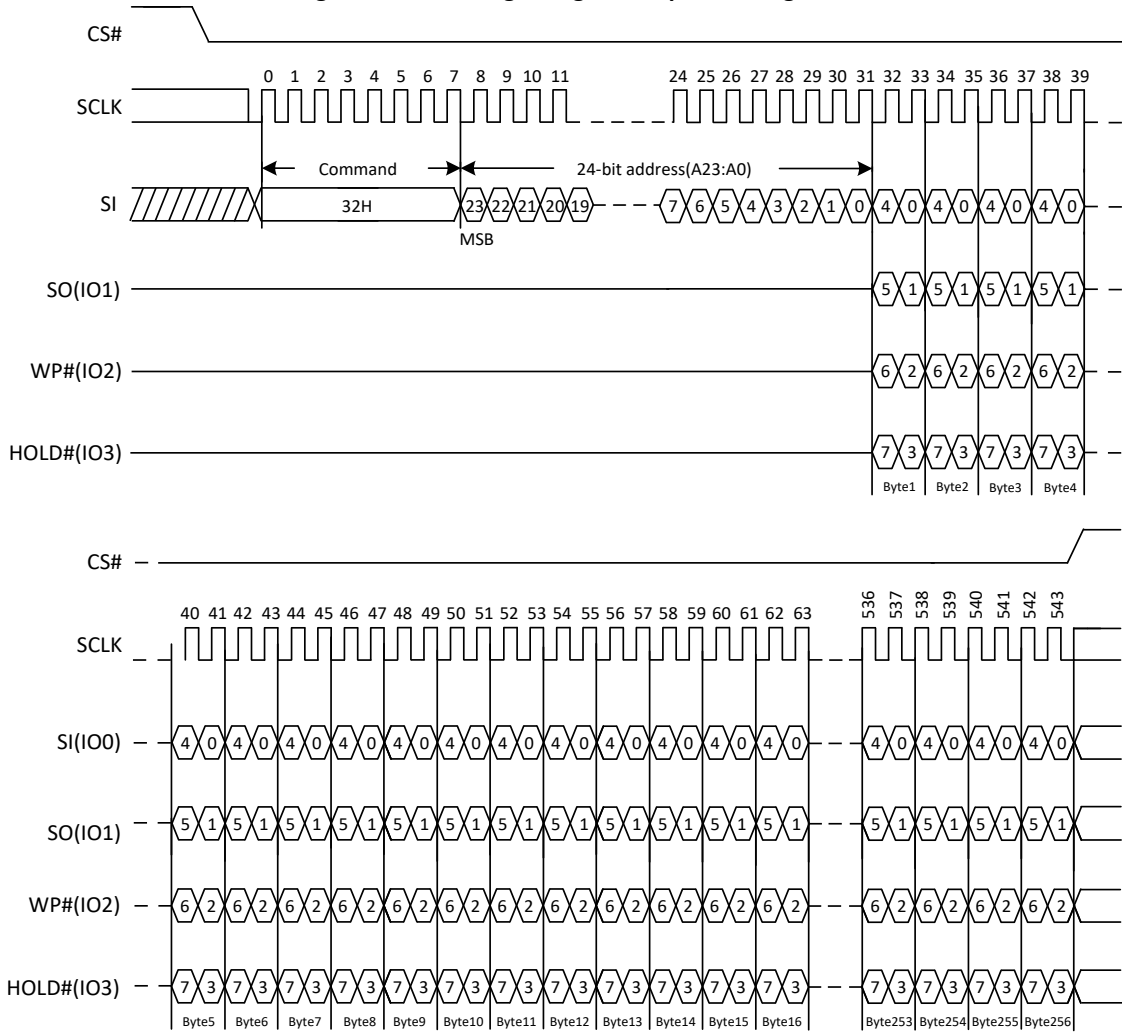 CS#
0 1 2 3 4 5 6 7 8 9 10 11 24 25 26 27 28 29 30 31 32 33 34 35 36 37 38 39
SCLK
Command 24-bit address(A23:A0)
SI 32H 23 22 21 20 19 7 6 5 4 3 2 1 0 4 0 4 0 4 0 4 0
MSB
SO(IO1) 5 1 5 1 5 1 5 1
WP#(IO2) 6 2 6 2 6 2 6 2
HOLD#(IO3) 7 3 7 3 7 3 7 3
Byte1 Byte2 Byte3 Byte4
CS#
40 41 42 43 44 45 46 47 48 49 50 51 52 53 54 55 56 57 58 59 60 61 62 63 536 537 538 539 540 541 542 543
SCLK
SI(IO0) 4 0 4 0 4 0 4 0 4 0 4 0 4 0 4 0 4 0 4 0 4 0 4 0 4 0 4 0 4 0 4 0
SO(IO1) 5 1 5 1 5 1 5 1 5 1 5 1 5 1 5 1 5 1 5 1 5 1 5 1 5 1 5 1 5 1 5 1
WP#(IO2) 6 2 6 2 6 2 6 2 6 2 6 2 6 2 6 2 6 2 6 2 6 2 6 2 6 2 6 2 6 2 6 2
HOLD#(IO3) 7 3 7 3 7 3 7 3 7 3 7 3 7 3 7 3 7 3 7 3 7 3 7 3 7 3 7 3 7 3 7 3
Byte5 Byte6 Byte7 Byte8 Byte9 Byte10 Byte11 Byte12 Byte13 Byte14 Byte15 Byte16 Byte253 Byte254 Byte255 Byte256